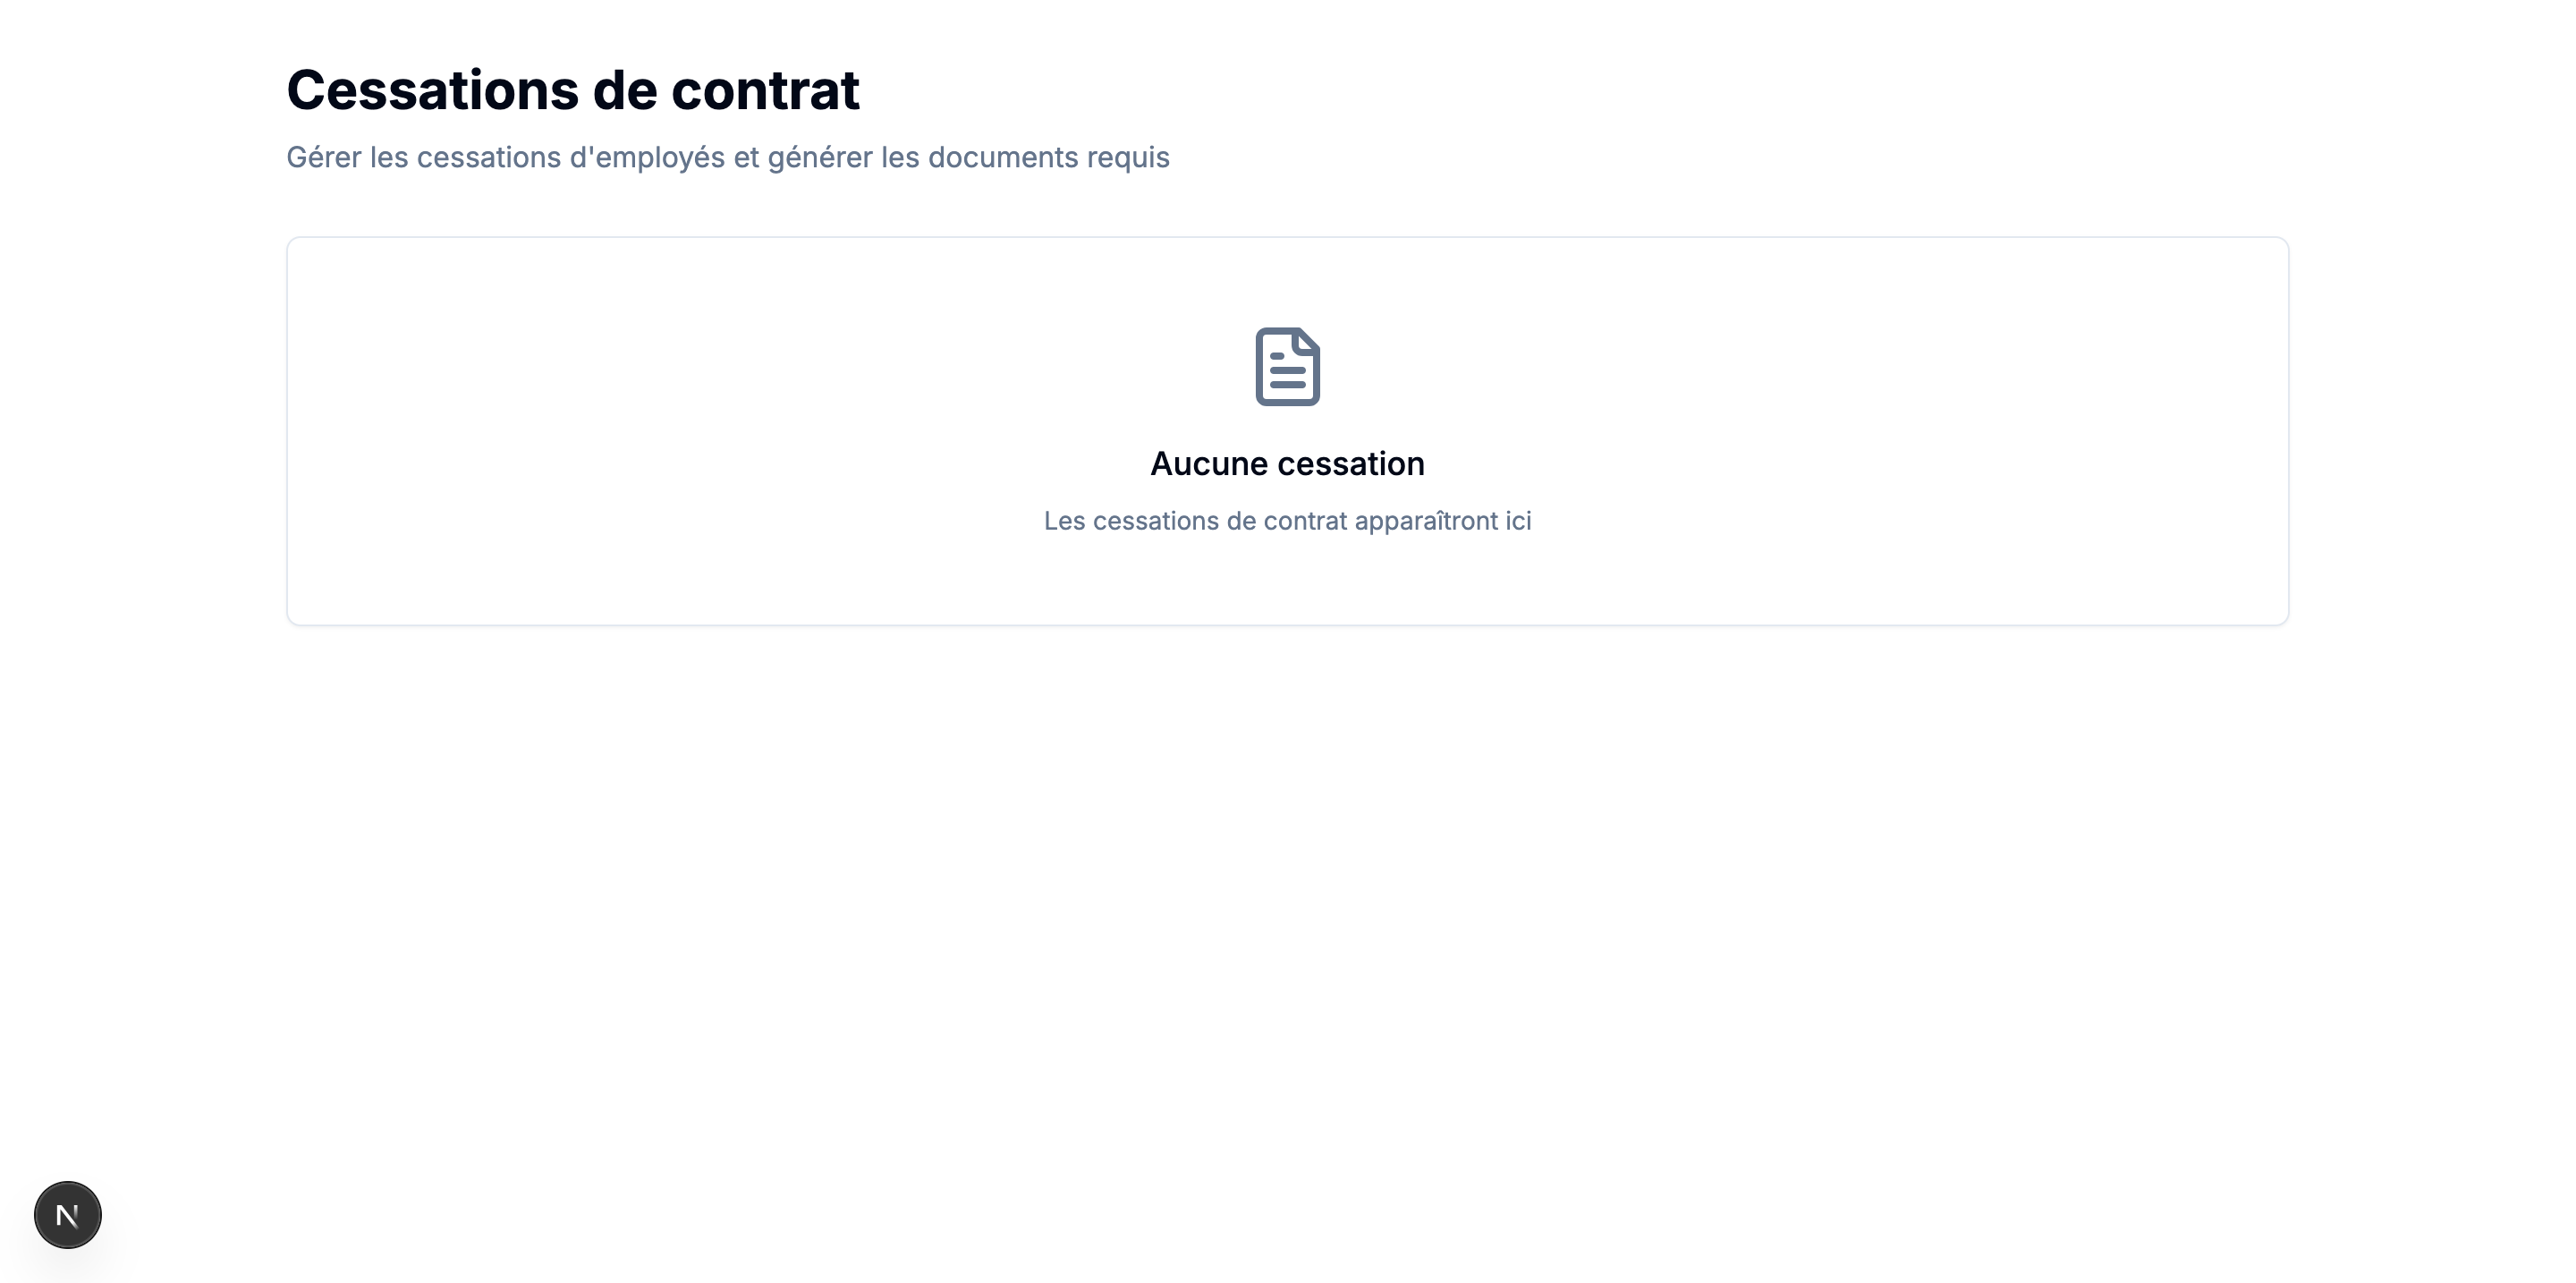 Cessations de contrat
Gérer les cessations d'employés et générer les documents requis
Aucune cessation
Les cessations de contrat apparaîtront ici
N